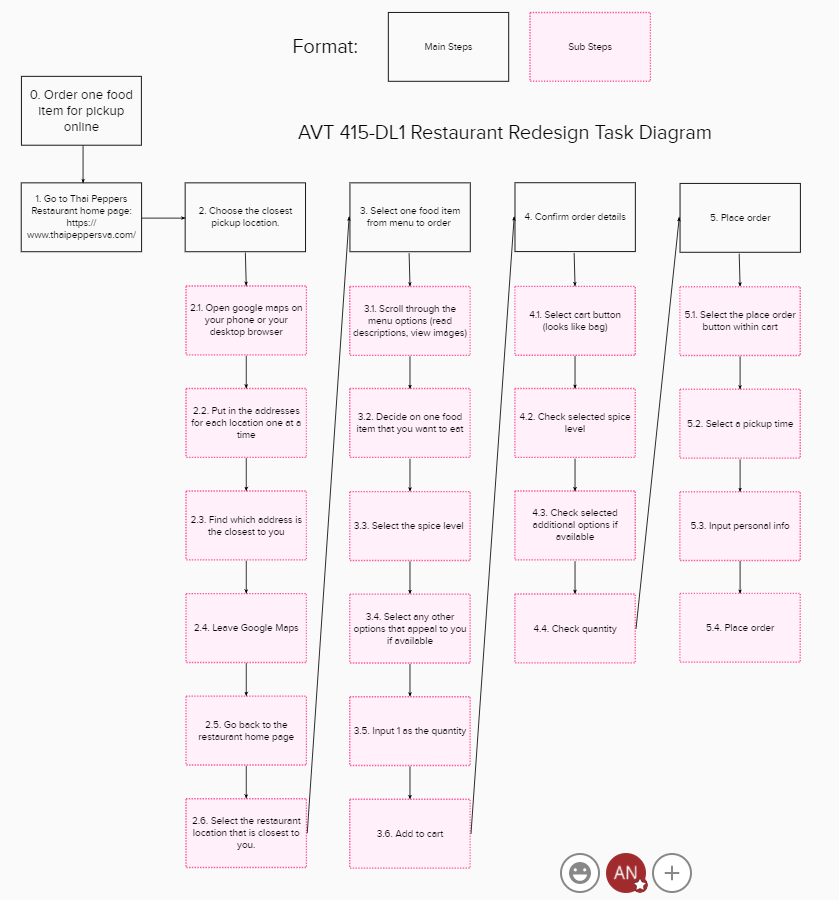 Format:
Main Steps
Sub Steps
0. Order one food
item for pickup
online
AVT 415-DL1 Restaurant Redesign Task Diagram
1. Go to Thai Peppers
Restaurant home page:
https://
www.thaipeppersva.com/
2. Choose the closest
pickup location.
3. Select one food item
from menu to order
4. Confirm order details
5. Place order
2.1. Open google maps on
your phone or your
desktop browser
2.2. Put in the addresses
for each location one at a
time
2.3. Find which address is
the closest to you
2.4. Leave Google Maps
2.5. Go back to the
restaurant home page
2.6. Select the restaurant
location that is closest to
you.
3.1. Scroll through the
menu options (read
descriptions, view images)
3.2. Decide on one food
item that you want to eat
3.3. Select the spice level
3.4. Select any other
options that appeal to you
if available
3.5. Input 1 as the quantity
3.6. Add to cart
4.1. Select cart button
(looks like bag)
4.2. Check selected spice
level
4.3. Check selected
additional options if
available
4.4. Check quantity
5.1. Select the place order
button within cart
5.2. Select a pickup time
5.3. Input personal info
5.4. Place order
AN